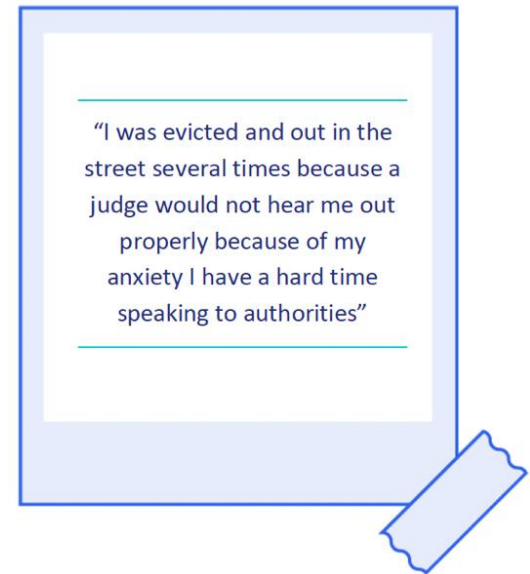 “I was evicted and out in the
street several times because a
judge would not hear me out
properly because of my
anxiety I have a hard time
speaking to authorities”